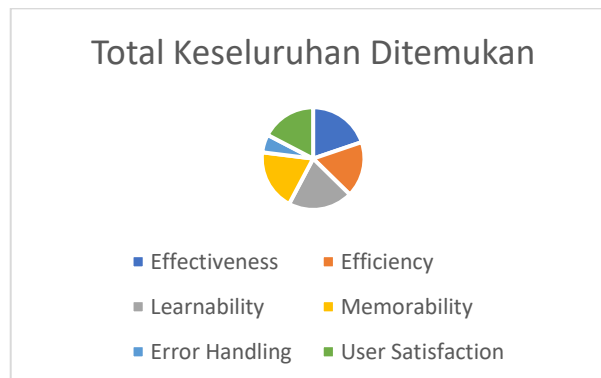 Total Keseluruhan Ditemukan
Effectiveness Efficiency
Learnability Memorability
Error Handling User Satisfaction